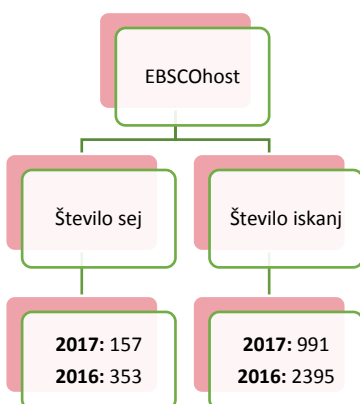 EBSCOhost
Število sej
Število iskanj
2017: 157
2016: 353
2017: 991
2016: 2395